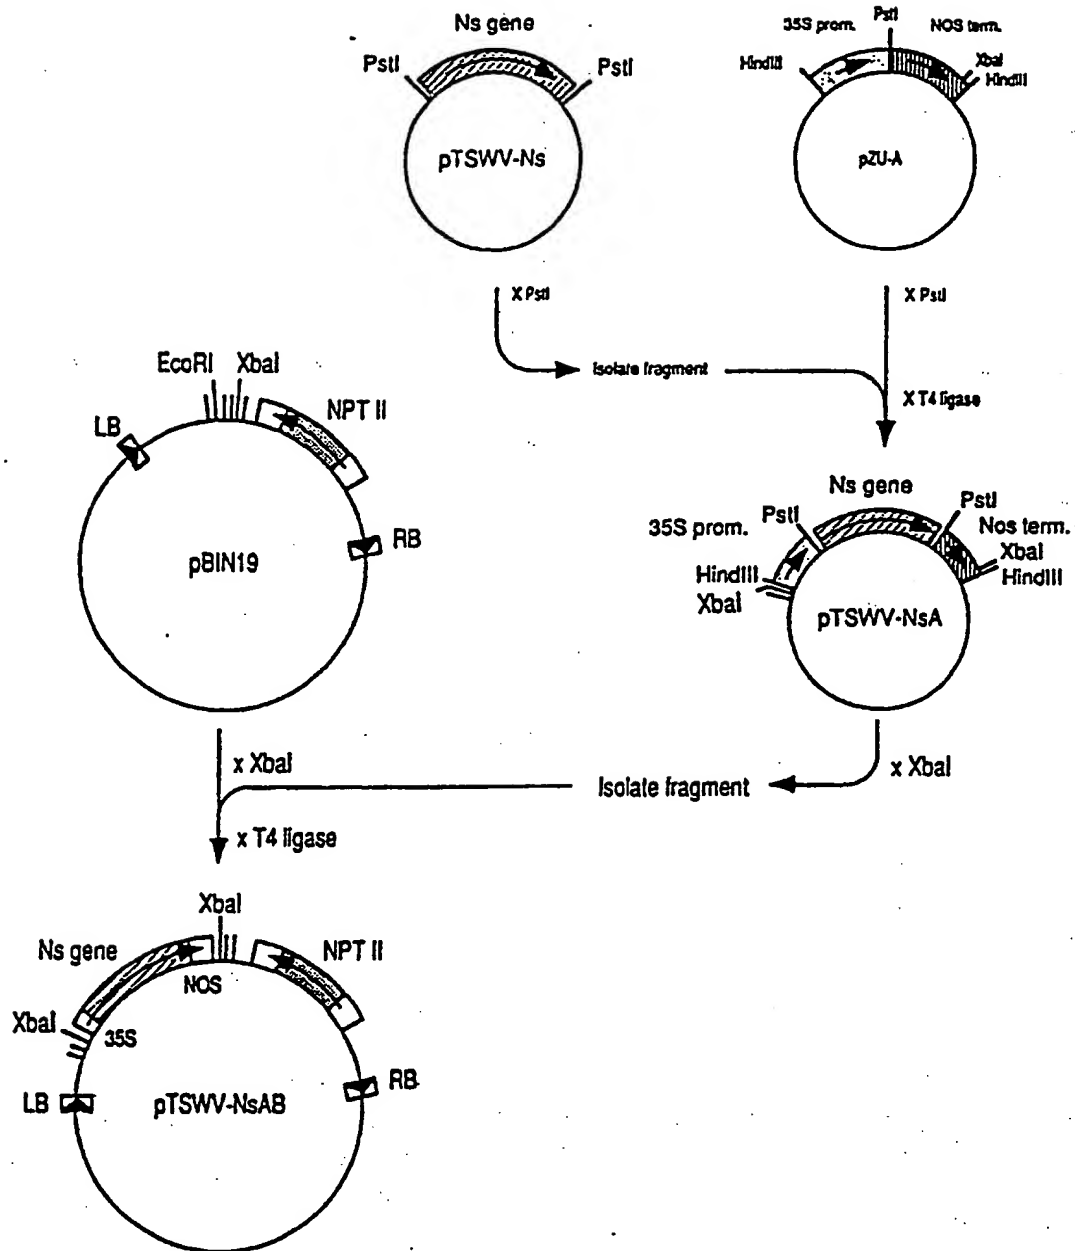 Ns gene
PstI
PstI
pTSWV-Ns
35S prom.
PstI
NOS term.
HindIII
XbaI
HindIII
pZU-A
x PstI
x PstI
Isolate fragment
x T4 ligase
EcoRI
XbaI
NPT II
LB
RB
pBIN19
Ns gene
35S prom.
PstI
PstI
Nos term.
HindIII
XbaI
XbaI
HindIII
pTSWV-NsA
x XbaI
x XbaI
Isolate fragment
x T4 ligase
XbaI
Ns gene
NPT II
NOS
XbaI
35S
LB
RB
pTSWV-NsAB